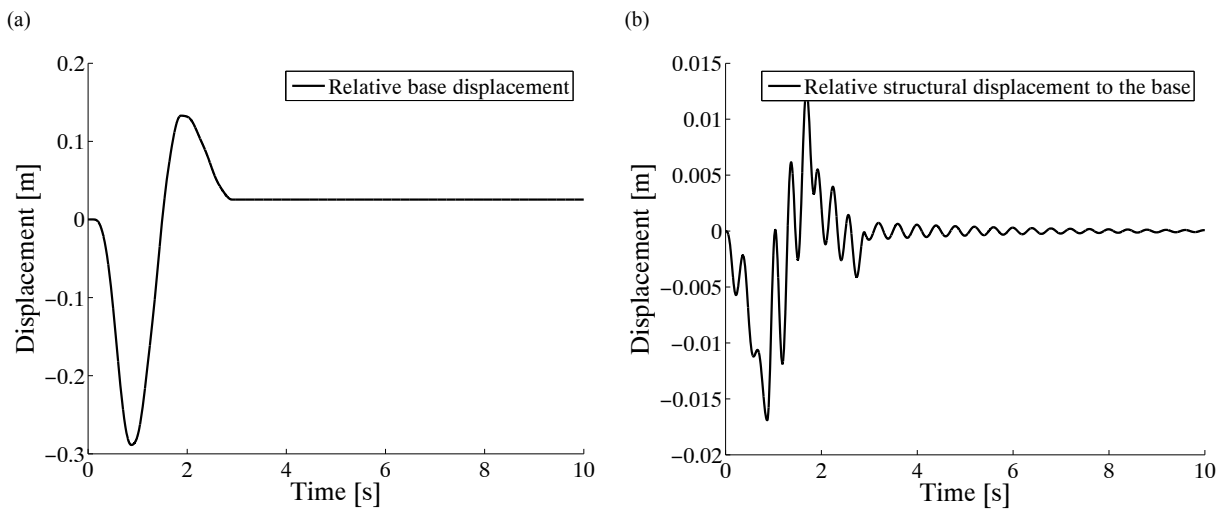 (a)
(b)
Relative base displacement
0.2
0.1
0
−0.1
−0.2
−0.3
Displacement [m]
0 2 4 6 8 10
Time [s]
Relative structural displacement to the base
0.015
0.01
0.005
0
−0.005
−0.01
−0.015
−0.02
Displacement [m]
0 2 4 6 8 10
Time [s]